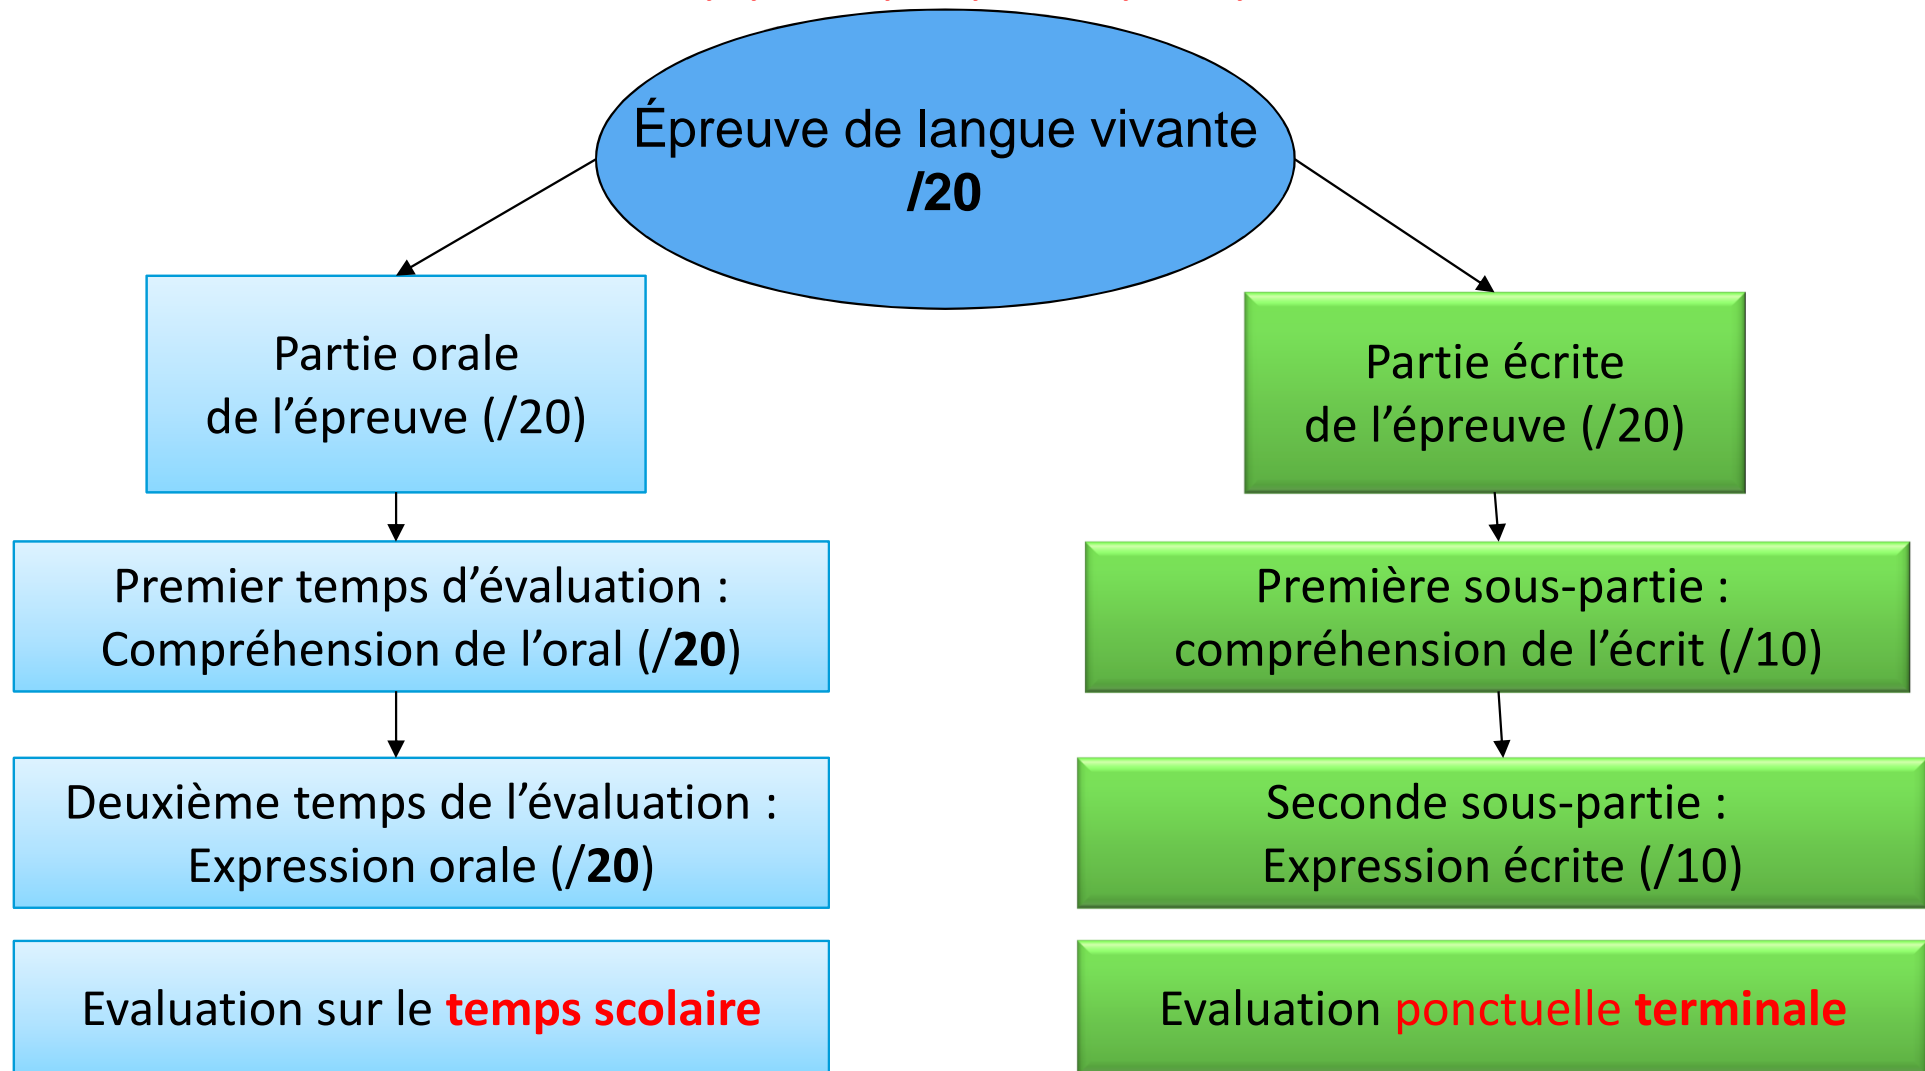 Épreuve de langue vivante
/20
Partie orale
de l’épreuve (/20)
Partie écrite
de l’épreuve (/20)
Premier temps d’évaluation :
Compréhension de l’oral (/20)
Première sous-partie :
compréhension de l’écrit (/10)
Deuxième temps de l’évaluation :
Expression orale (/20)
Seconde sous-partie :
Expression écrite (/10)
Evaluation sur le temps scolaire
Evaluation ponctuelle terminale